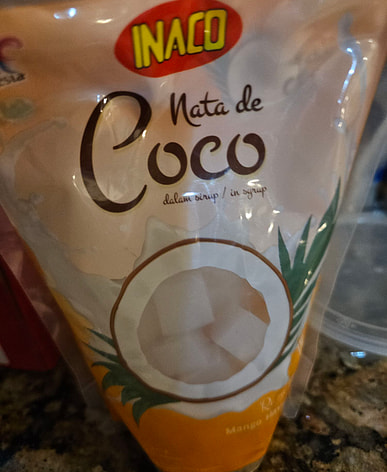 INACO
Nata de
Coco
dalam sirup / in syrup
Mango